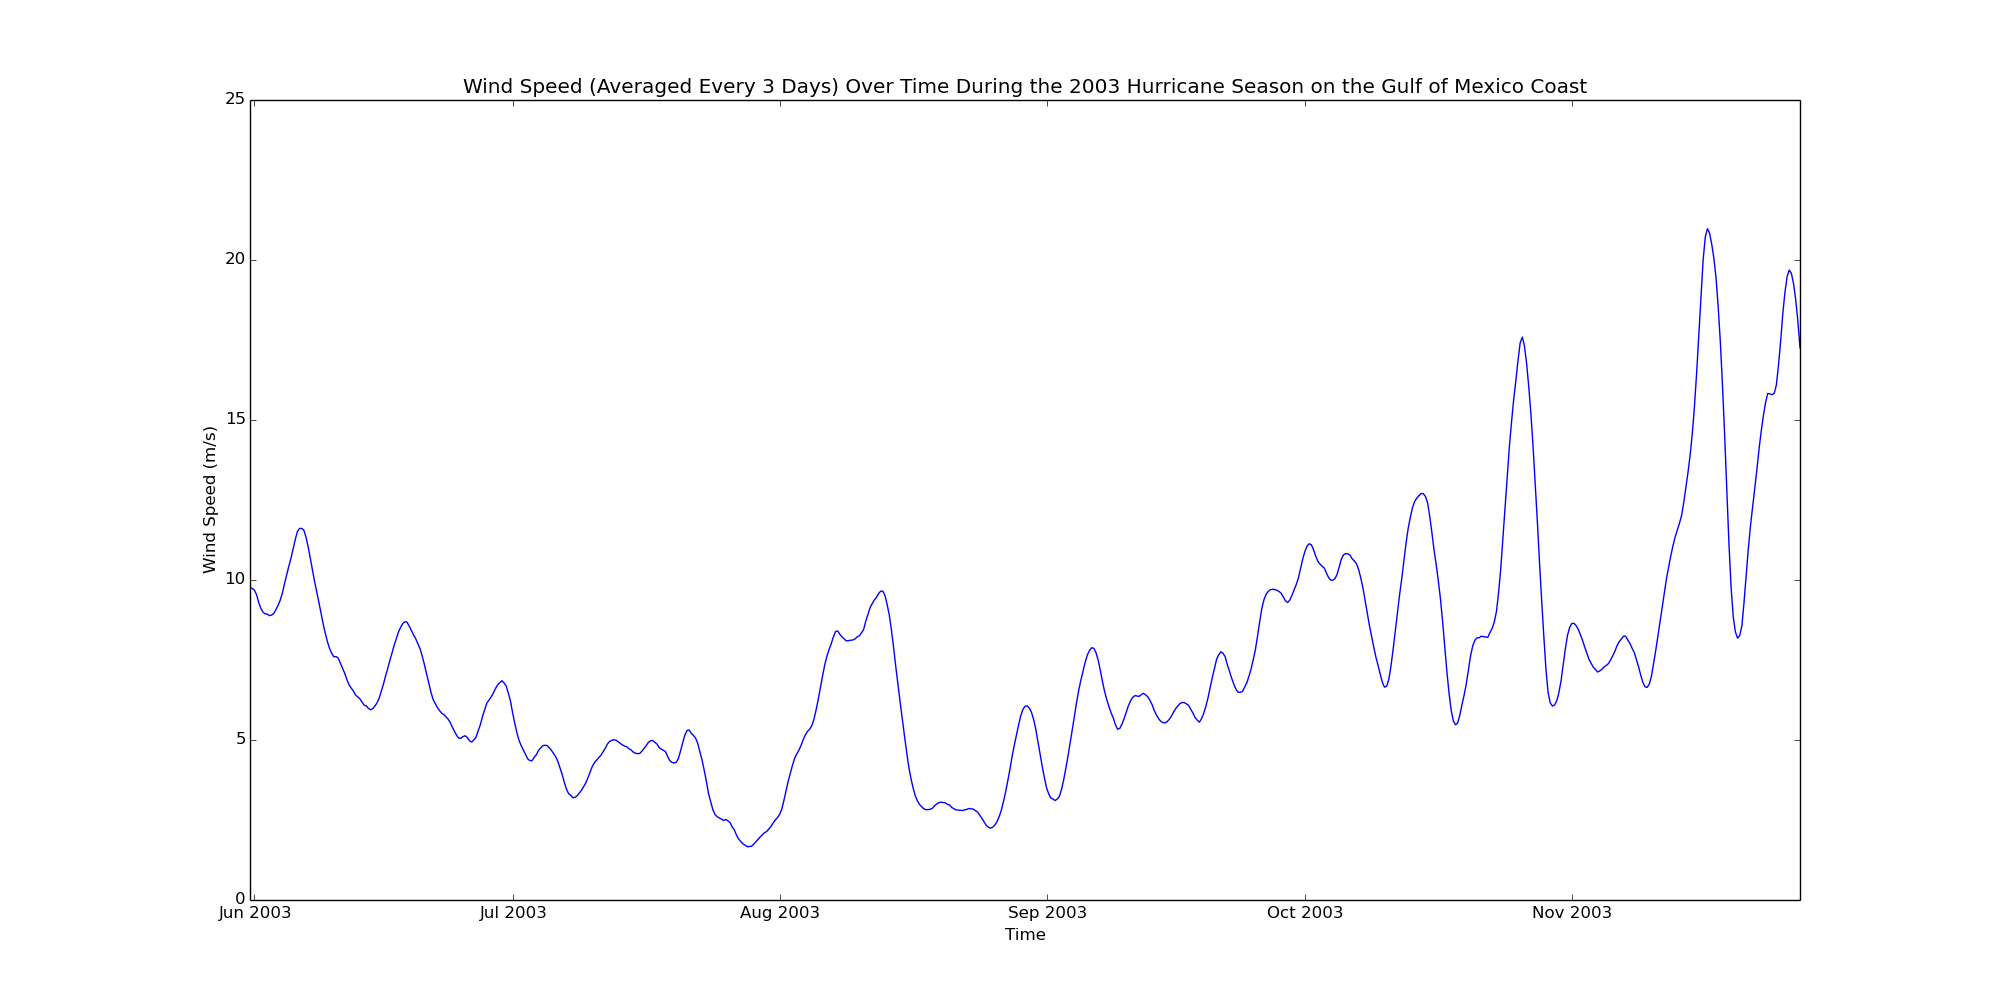 Wind Speed (Averaged Every 3 Days) Over Time During the 2003 Hurricane Season on the Gulf of Mexico Coast
25
20
15
10
5
0
Wind Speed (m/s)
Jun 2003 Jul 2003 Aug 2003 Sep 2003 Oct 2003 Nov 2003
Time